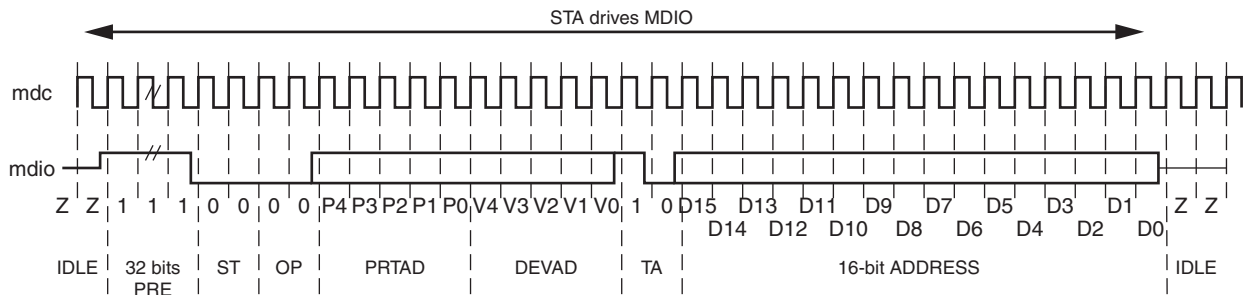 STA drives MDIO
mdc
mdio
Z Z 1 1 1 0 0 0 0 P4 P3 P2 P1 P0 V4 V3 V2 V1 V0 1 0 D15 D13 D11 D9 D7 D5 D3 D1 Z Z
D14 D12 D10 D8 D6 D4 D2 D0
IDLE 32 bits ST OP PRTAD DEVAD TA 16-bit ADDRESS IDLE
PRE